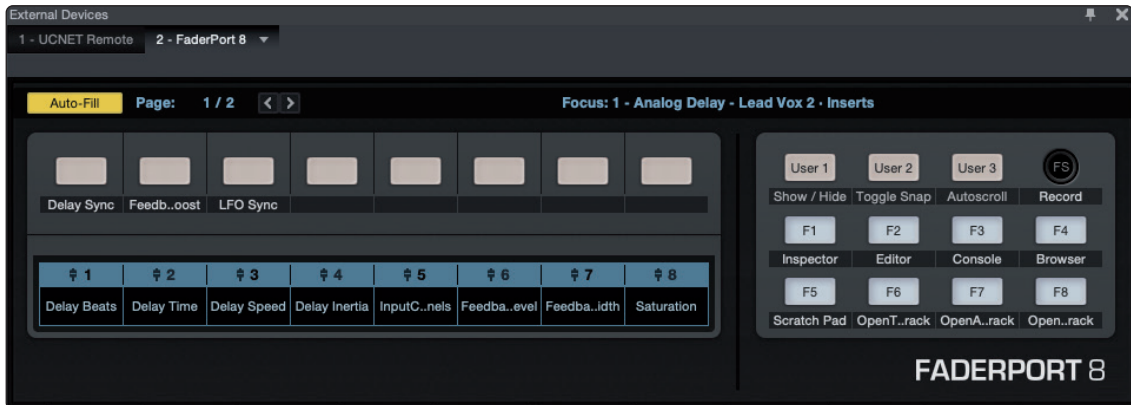 External Devices
1 - UCNET Remote 2 - FaderPort 8
Auto-Fill Page: 1 / 2 < > Focus: 1 - Analog Delay - Lead Vox 2 · Inserts
Delay Sync Feedb..oost LFO Sync
1 2 3 4 5 6 7 8
Delay Beats Delay Time Delay Speed Delay Inertia InputC..nels Feedba..evel Feedba..idth Saturation
User 1 User 2 User 3 FS
Show / Hide Toggle Snap Autoscroll Record
F1 F2 F3 F4
Inspector Editor Console Browser
F5 F6 F7 F8
Scratch Pad OpenT..rack OpenA..rack Open..rack
FADERPORT 8